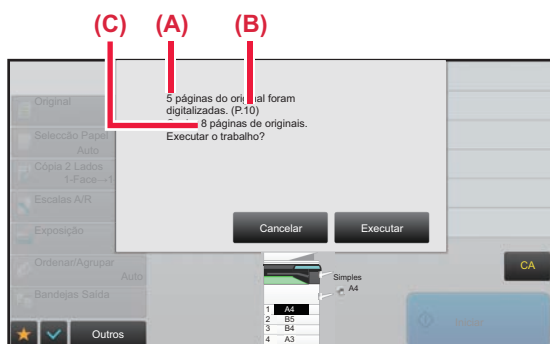 (C) (A) (B)
5 páginas do original foram
digitalizadas. (P.10)
8 páginas de originais.
Executar o trabalho?
Cancelar Executar
Original
Selecção Papel
Auto
Cópia 2 Lados
1-Face→1
Escalas A/R
Exposição
Ordenar/Agrupar
Auto
Bandejas Saída
Outros
Simples
A4
1 A4
2 B5
3 B4
4 A3
CA
Iniciar